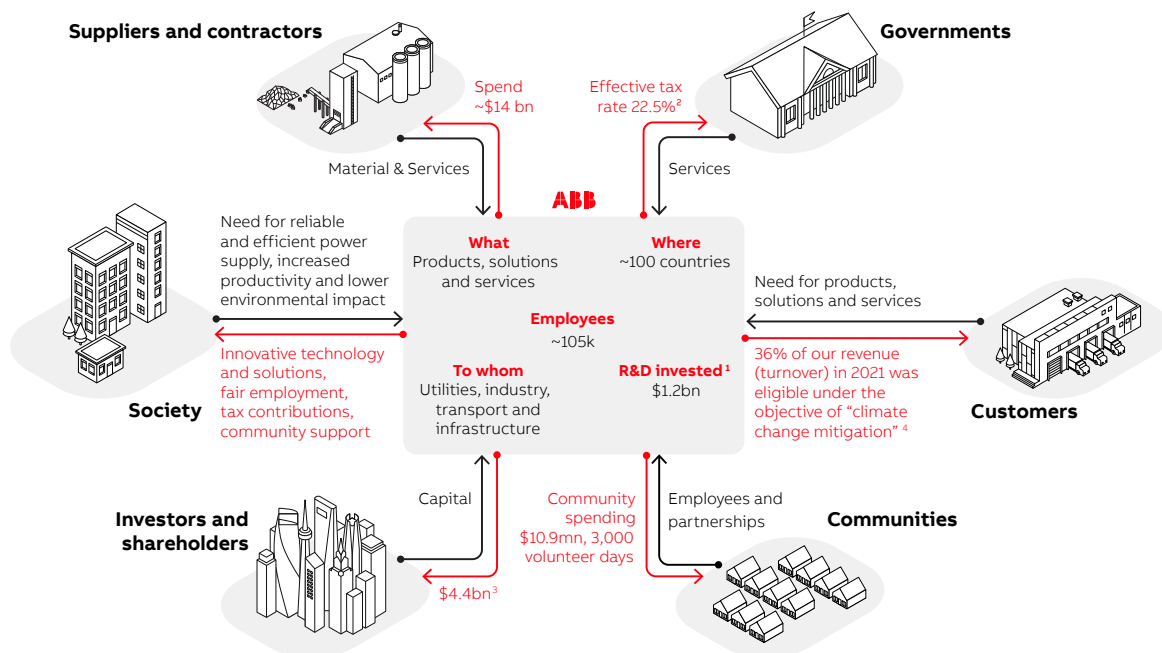 Suppliers and contractors
Governments
Spend
~$14 bn
Effective tax
rate 22.5%²
Material & Services
Services
ABB
Need for reliable
and efficient power
supply, increased
productivity and lower
environmental impact
What
Products, solutions
and services
Where
~100 countries
Need for products,
solutions and services
Employees
~105k
Innovative technology
and solutions,
fair employment,
tax contributions,
community support
Society
To whom
Utilities, industry,
transport and
infrastructure
R&D invested¹
$1.2bn
36% of our revenue
(turnover) in 2021 was
eligible under the
objective of “climate
change mitigation” ⁴
Customers
Investors and
shareholders
Capital
$4.4bn³
Community
spending
$10.9mn, 3,000
volunteer days
Employees and
partnerships
Communities